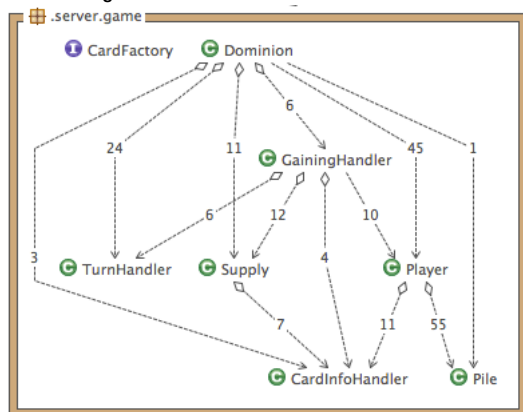 .server.game
I CardFactory
C Dominion
6
24
11
45
1
C GainingHandler
6
12
10
3
4
C TurnHandler
C Supply
C Player
7
11
55
C CardInfoHandler
C Pile